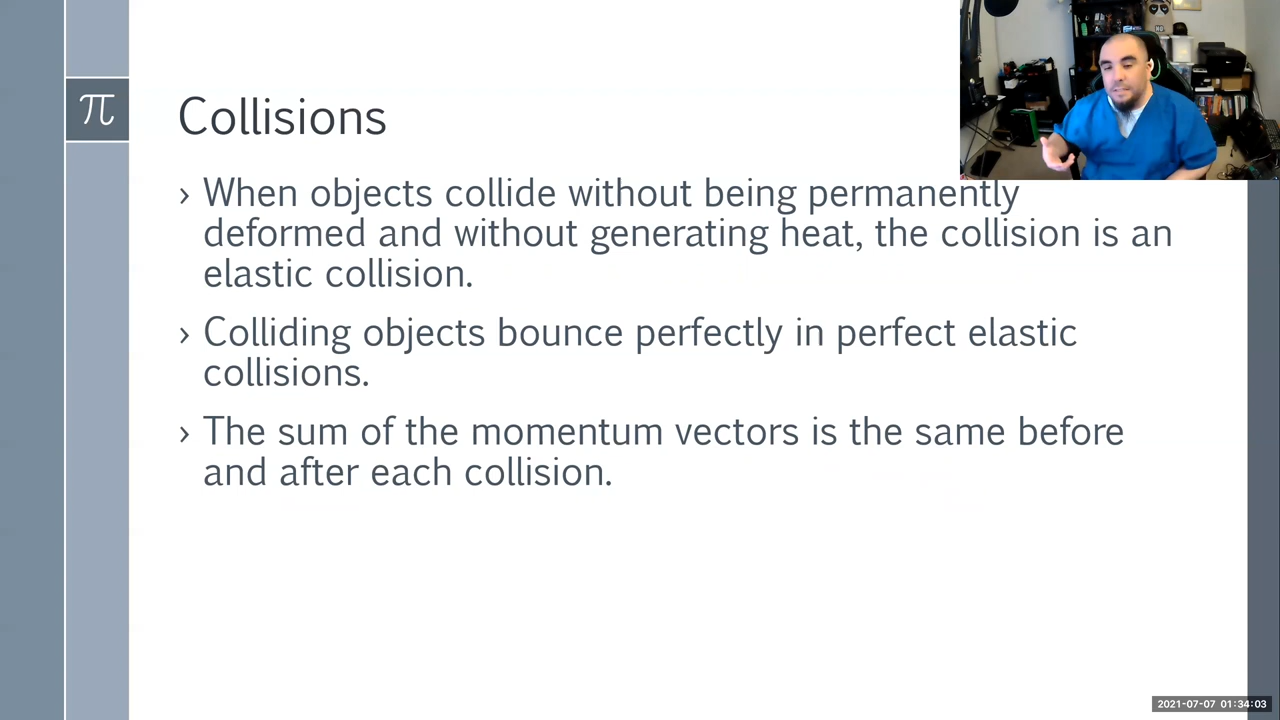 π
Collisions
› When objects collide without being permanently
deformed and without generating heat, the collision is an
elastic collision.
› Colliding objects bounce perfectly in perfect elastic
collisions.
› The sum of the momentum vectors is the same before
and after each collision.
2021-07-07 01:34:03